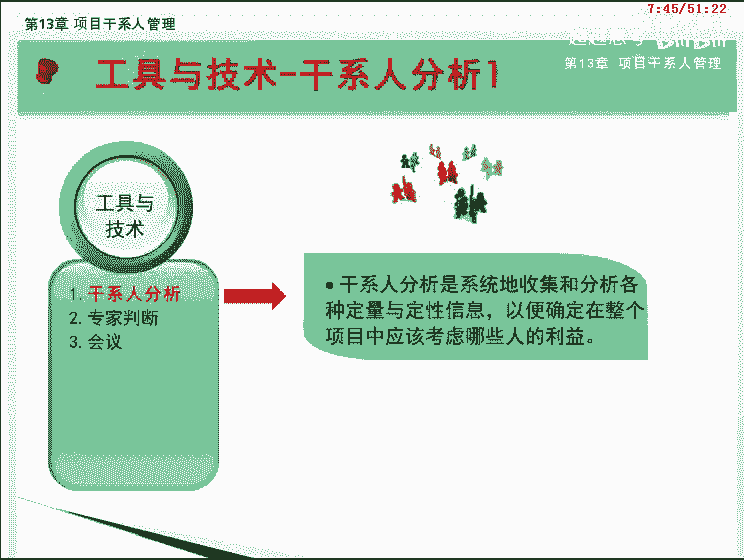 7:45/51:22
第13章 项目干系人管理
第13章 项目干系人管理
工具与技术-干系人分析1
工具与
技术
1. 干系人分析
2. 专家判断
3. 会议
● 干系人分析是系统地收集和分析各
种定量与定性信息，以便确定在整个
项目中应该考虑哪些人的利益。